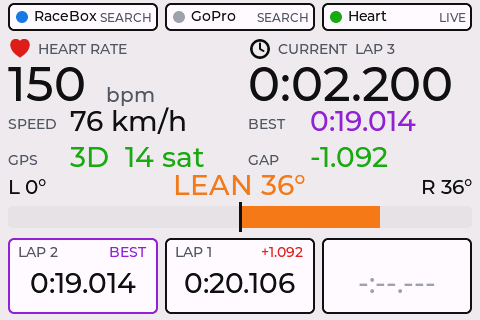 RaceBox SEARCH
GoPro SEARCH
Heart LIVE
HEART RATE
CURRENT LAP 3
150 bpm
0:02.200
SPEED 76 km/h
BEST 0:19.014
GPS 3D 14 sat
GAP -1.092
L 0° LEAN 36° R 36°
LAP 2 BEST
0:19.014
LAP 1 +1.092
0:20.106
-:--.---